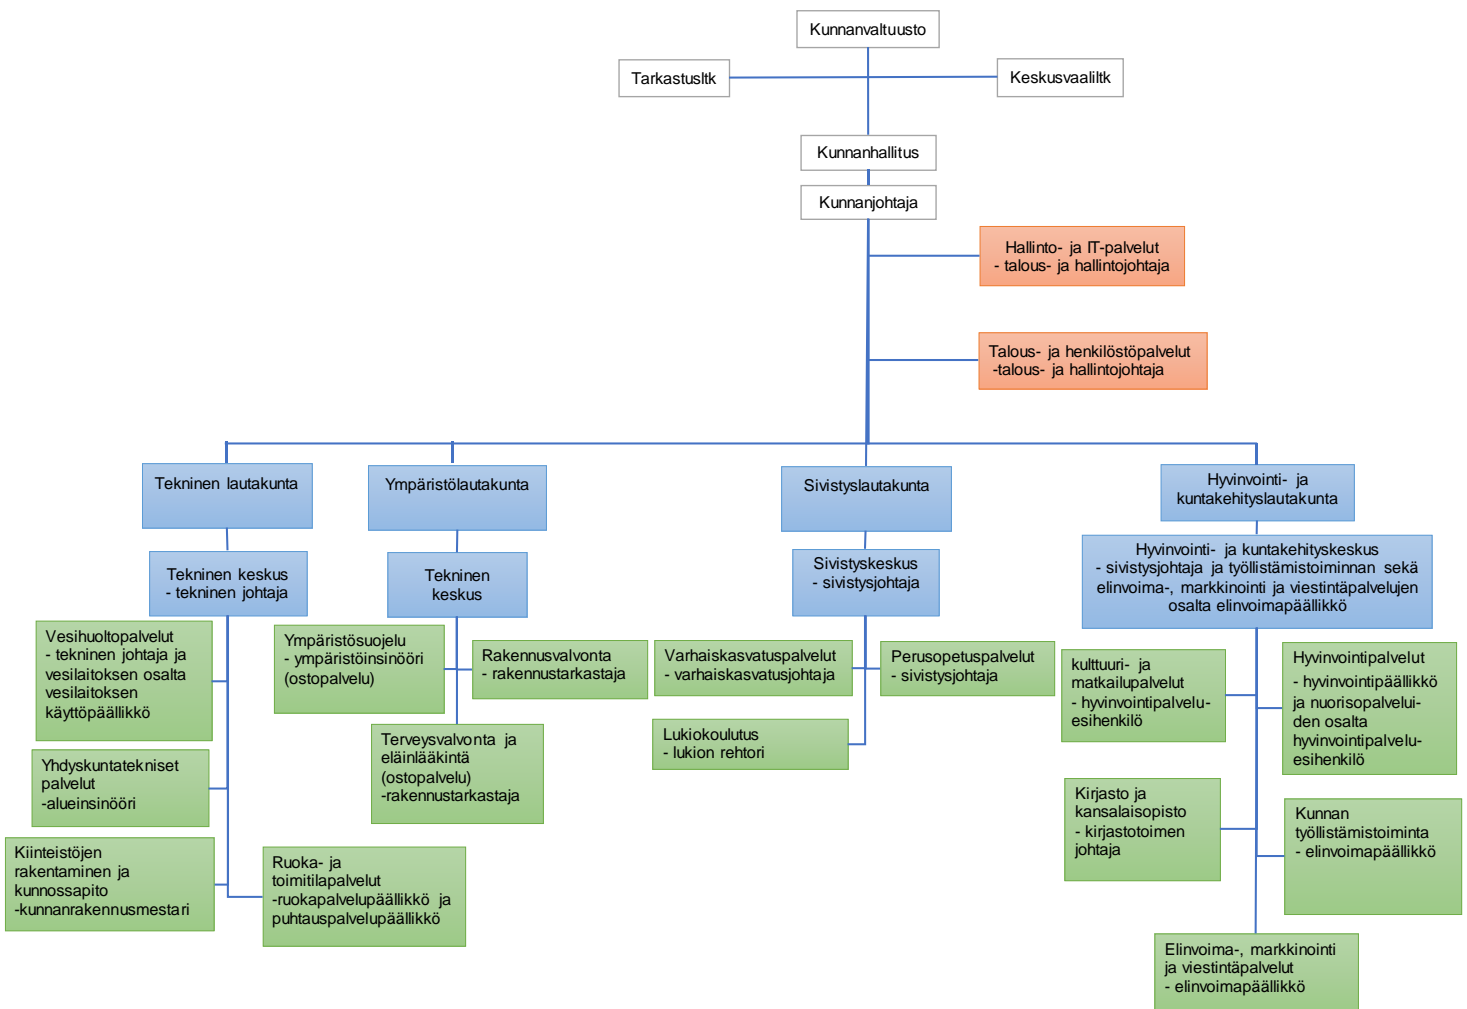 Kunnanvaltuusto
Tarkastusltk
Keskusvaaliltk
Kunnanhallitus
Kunnanjohtaja
Hallinto- ja IT-palvelut
- talous- ja hallintojohtaja
Talous- ja henkilöstöpalvelut
-talous- ja hallintojohtaja
Tekninen lautakunta
Ympäristölautakunta
Sivistyslautakunta
Hyvinvointi- ja
kuntakehityslautakunta
Tekninen keskus
- tekninen johtaja
Tekninen
keskus
Sivistyskeskus
- sivistysjohtaja
Hyvinvointi- ja kuntakehityskeskus
- sivistysjohtaja ja työllistämistoiminnan sekä
elinvoima-, markkinointi ja viestintäpalvelujen
osalta elinvoimapäällikkö
Vesihuoltopalvelut
- tekninen johtaja ja
vesilaitoksen osalta
vesilaitoksen
käyttöpäällikkö
Yhdyskuntatekniset
palvelut
-alueinsinööri
Kiinteistöjen
rakentaminen ja
kunnossapito
-kunnanrakennusmestari
Ruoka- ja
toimitilapalvelut
-ruokapalvelupäällikkö ja
puhtauspalvelupäällikkö
Ympäristösuojelu
- ympäristöinsinööri
(ostopalvelu)
Rakennusvalvonta
- rakennustarkastaja
Terveysvalvonta ja
eläinlääkintä
(ostopalvelu)
-rakennustarkastaja
Varhaiskasvatuspalvelut
- varhaiskasvatusjohtaja
Perusopetuspalvelut
- sivistysjohtaja
Lukiokoulutus
- lukion rehtori
kulttuuri- ja
matkailupalvelut
- hyvinvointipalvelu-
esihenkilö
Hyvinvointipalvelut
- hyvinvointipäällikkö
ja nuorisopalvelui-
den osalta
hyvinvointipalvelu-
esihenkilö
Kirjasto ja
kansalaisopisto
- kirjastotoimen
johtaja
Kunnan
työllistämistoiminta
- elinvoimapäällikkö
Elinvoima-, markkinointi
ja viestintäpalvelut
- elinvoimapäällikkö